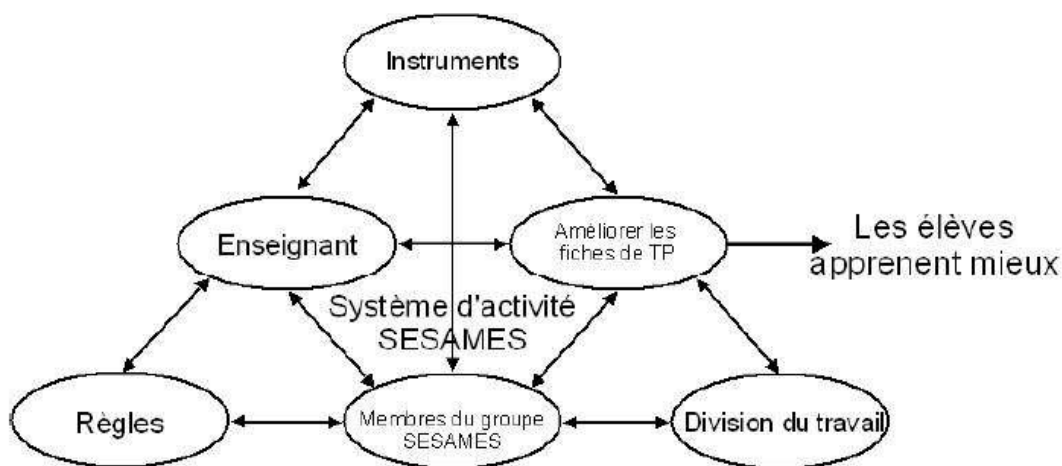 Instruments
Enseignant
Améliorer les
fiches de TP
Les élèves
apprenent mieux
Système d'activité
SESAMES
Règles
Membres du groupe
SESAMES
Division du travail